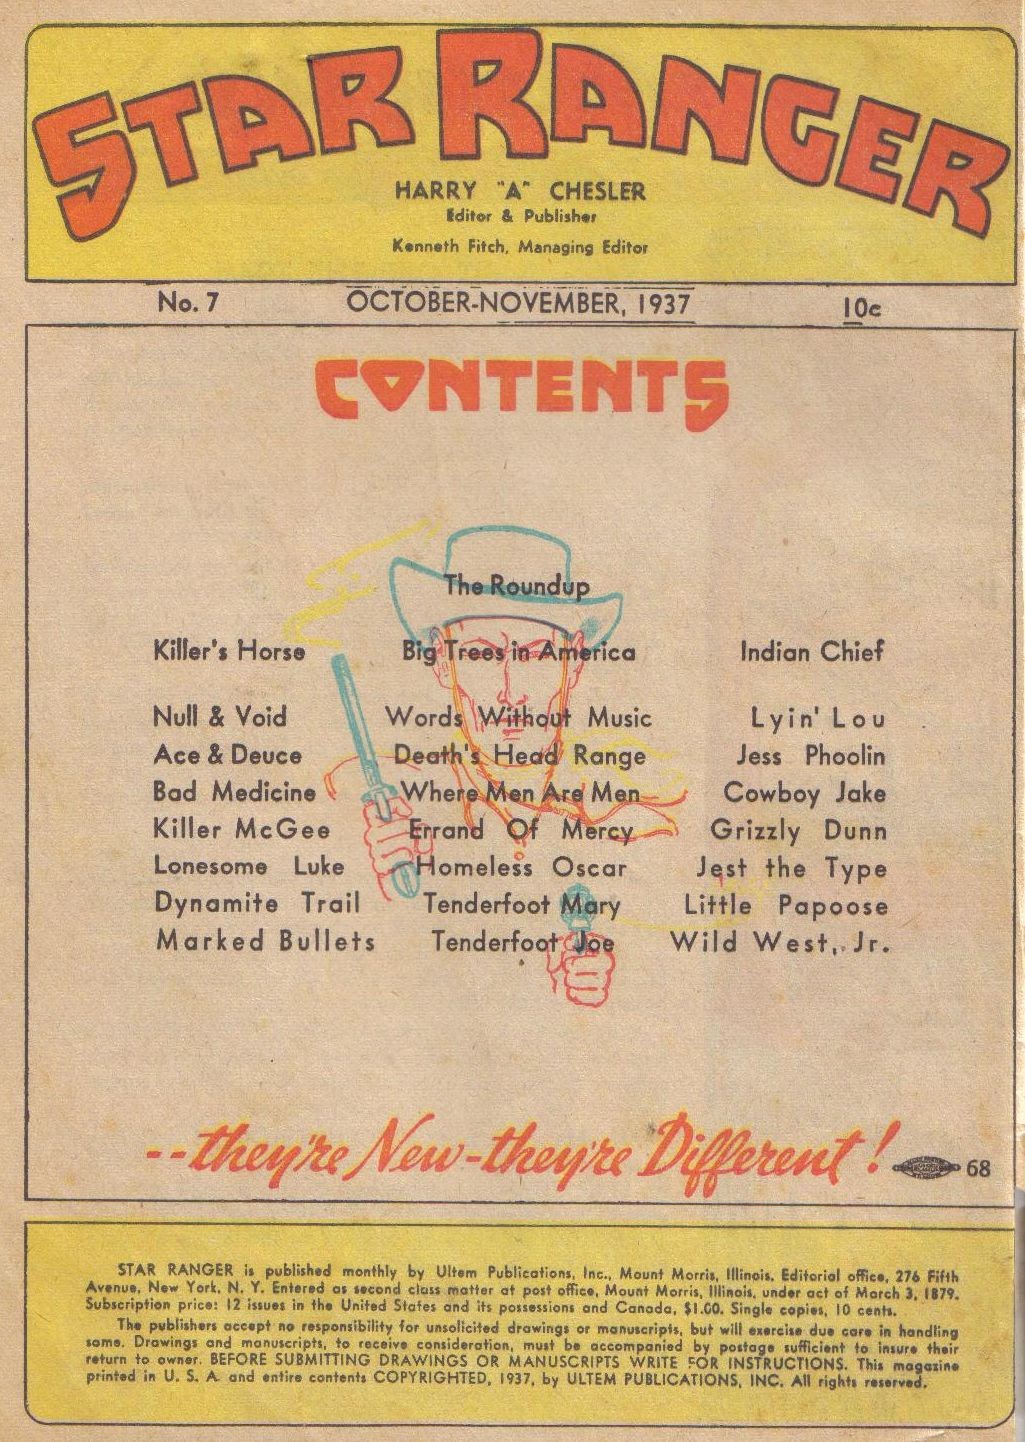 STAR RANGER
HARRY "A" CHESLER
Editor & Publisher
Kenneth Fitch, Managing Editor
No. 7 OCTOBER-NOVEMBER, 1937 10c
CONTENTS
The Roundup
Killer's Horse Big Trees in America Indian Chief
Null & Void Words Without Music Lyin' Lou
Ace & Deuce Death's Head Range Jess Phoolin
Bad Medicine Where Men Are Men Cowboy Jake
Killer McGee Errand Of Mercy Grizzly Dunn
Lonesome Luke Homeless Oscar Jest the Type
Dynamite Trail Tenderfoot Mary Little Papoose
Marked Bullets Tenderfoot Joe Wild West, Jr.
--they're New-they're Different!
68
STAR RANGER is published monthly by Ultem Publications, Inc., Mount Morris, Illinois. Editorial office, 276 Fifth
Avenue, New York, N. Y. Entered as second class matter at post office, Mount Morris, Illinois, under act of March 3, 1879.
Subscription price: 12 issues in the United States and its possessions and Canada, $1.00. Single copies, 10 cents.
The publishers accept no responsibility for unsolicited drawings or manuscripts, but will exercise due care in handling
same. Drawings and manuscripts, to receive consideration, must be accompanied by postage sufficient to insure their
return to owner. BEFORE SUBMITTING DRAWINGS OR MANUSCRIPTS WRITE FOR INSTRUCTIONS. This magazine
printed in U. S. A. and entire contents COPYRIGHTED, 1937, by ULTEM PUBLICATIONS, INC. All rights reserved.